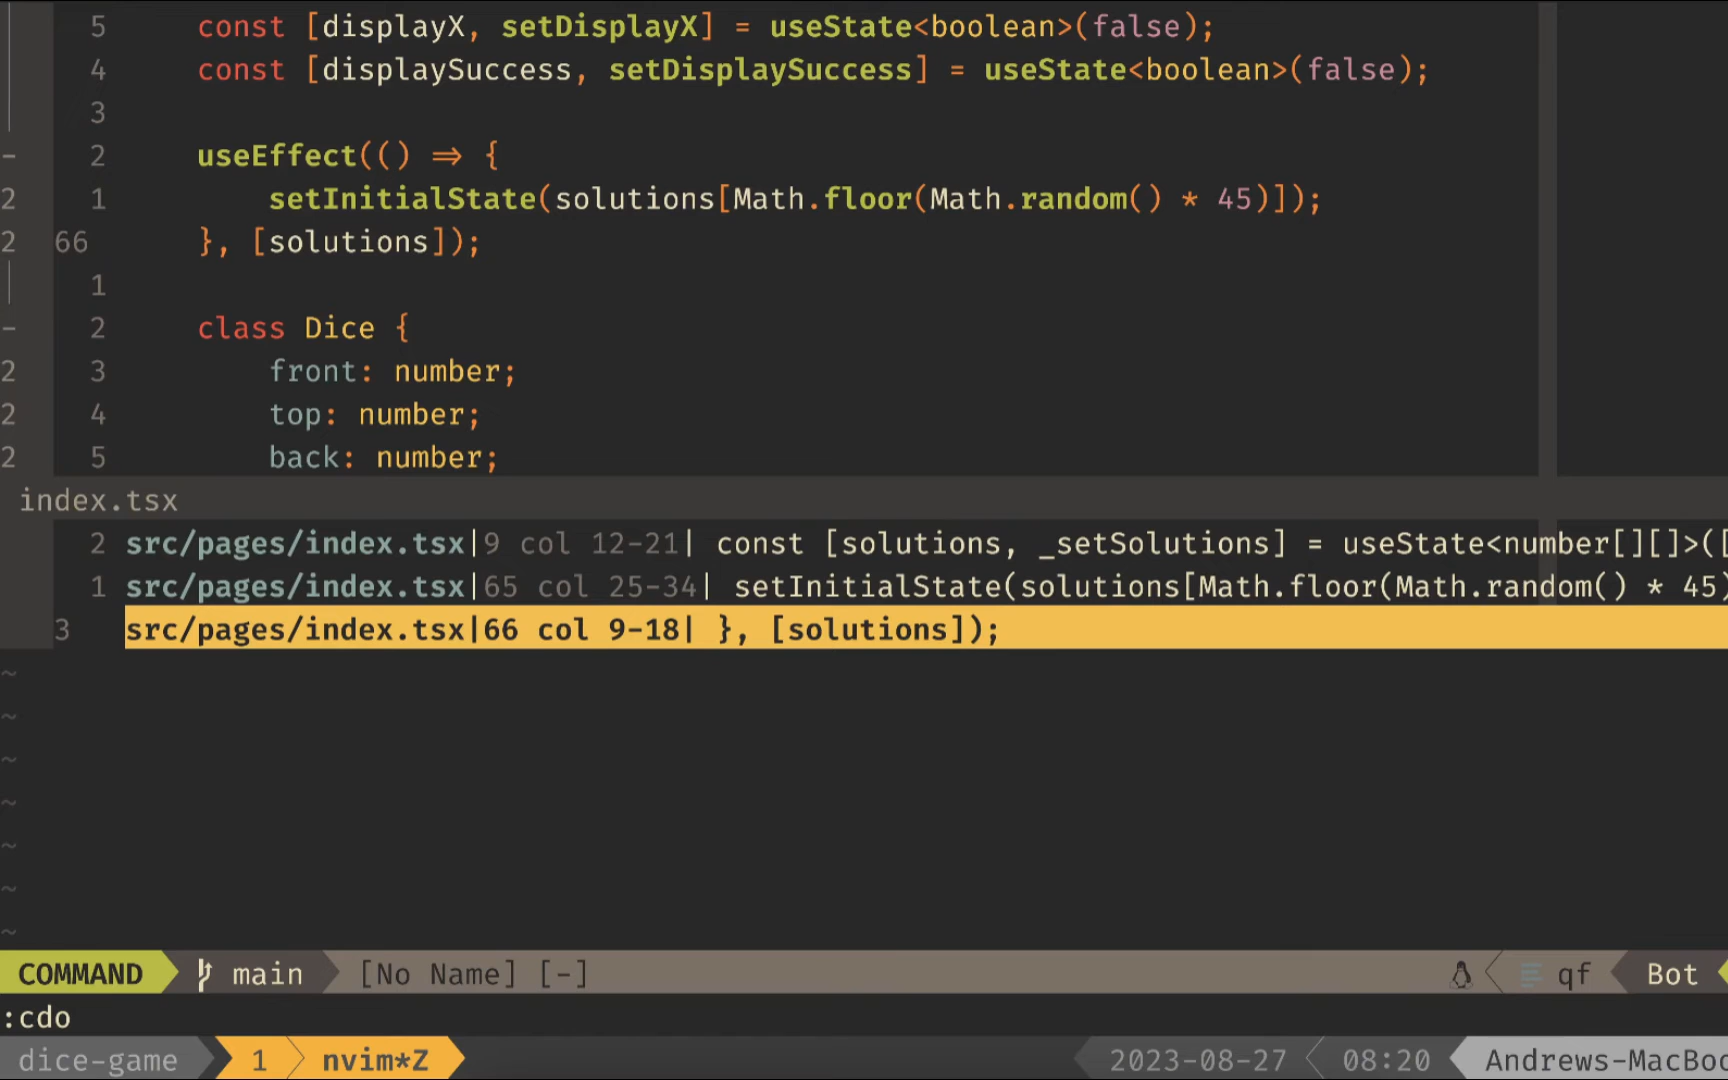 5 const [displayX, setDisplayX] = useState<boolean>(false);
4 const [displaySuccess, setDisplaySuccess] = useState<boolean>(false);
3
- 2 useEffect(() => {
2 1 setInitialState(solutions[Math.floor(Math.random() * 45)]);
2 66 }, [solutions]);
1
- 2 class Dice {
2 3 front: number;
2 4 top: number;
2 5 back: number;
index.tsx
2 src/pages/index.tsx|9 col 12-21| const [solutions, _setSolutions] = useState<number[][]>([
1 src/pages/index.tsx|65 col 25-34| setInitialState(solutions[Math.floor(Math.random() * 45)
3 src/pages/index.tsx|66 col 9-18| }, [solutions]);
~
~
~
~
~
~
~
COMMAND main [No Name] [-] qf Bot
:cdo
dice-game 1 nvim*Z 2023-08-27 08:20 Andrews-MacBoo